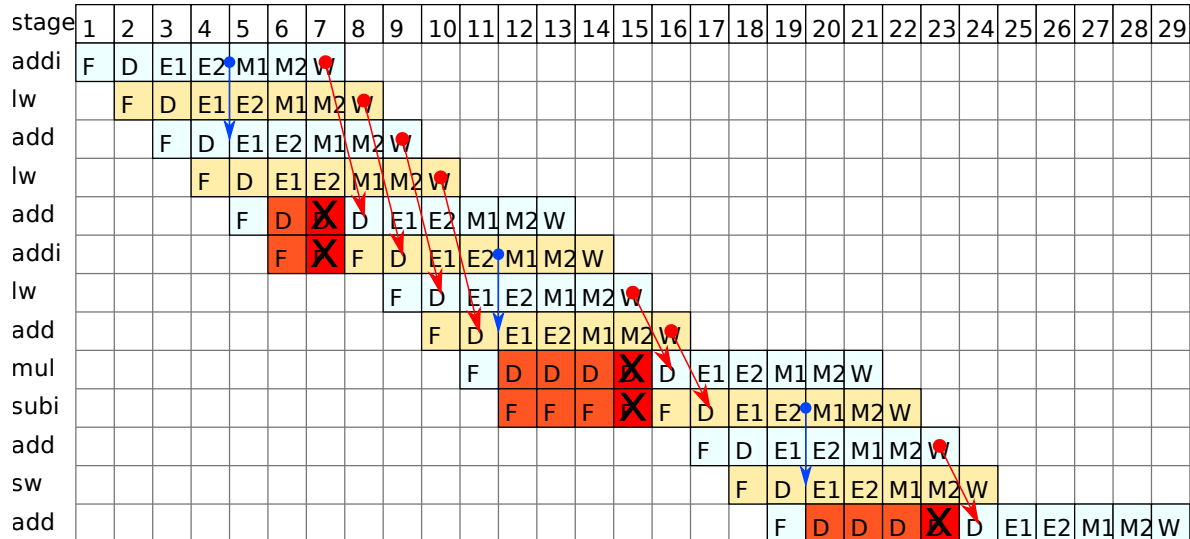 stage 1 2 3 4 5 6 7 8 9 10 11 12 13 14 15 16 17 18 19 20 21 22 23 24 25 26 27 28 29
addi F D E1 E2 M1 M2 W
lw F D E1 E2 M1 M2 W
add F D E1 E2 M1 M2 W
lw F D E1 E2 M1 M2 W
add F D X D E1 E2 M1 M2 W
addi F X F D E1 E2 M1 M2 W
lw F D E1 E2 M1 M2 W
add F D E1 E2 M1 M2 W
mul F D D D X D E1 E2 M1 M2 W
subi F F F X F D E1 E2 M1 M2 W
add F D E1 E2 M1 M2 W
sw F D E1 E2 M1 M2 W
add F D D D X D E1 E2 M1 M2 W